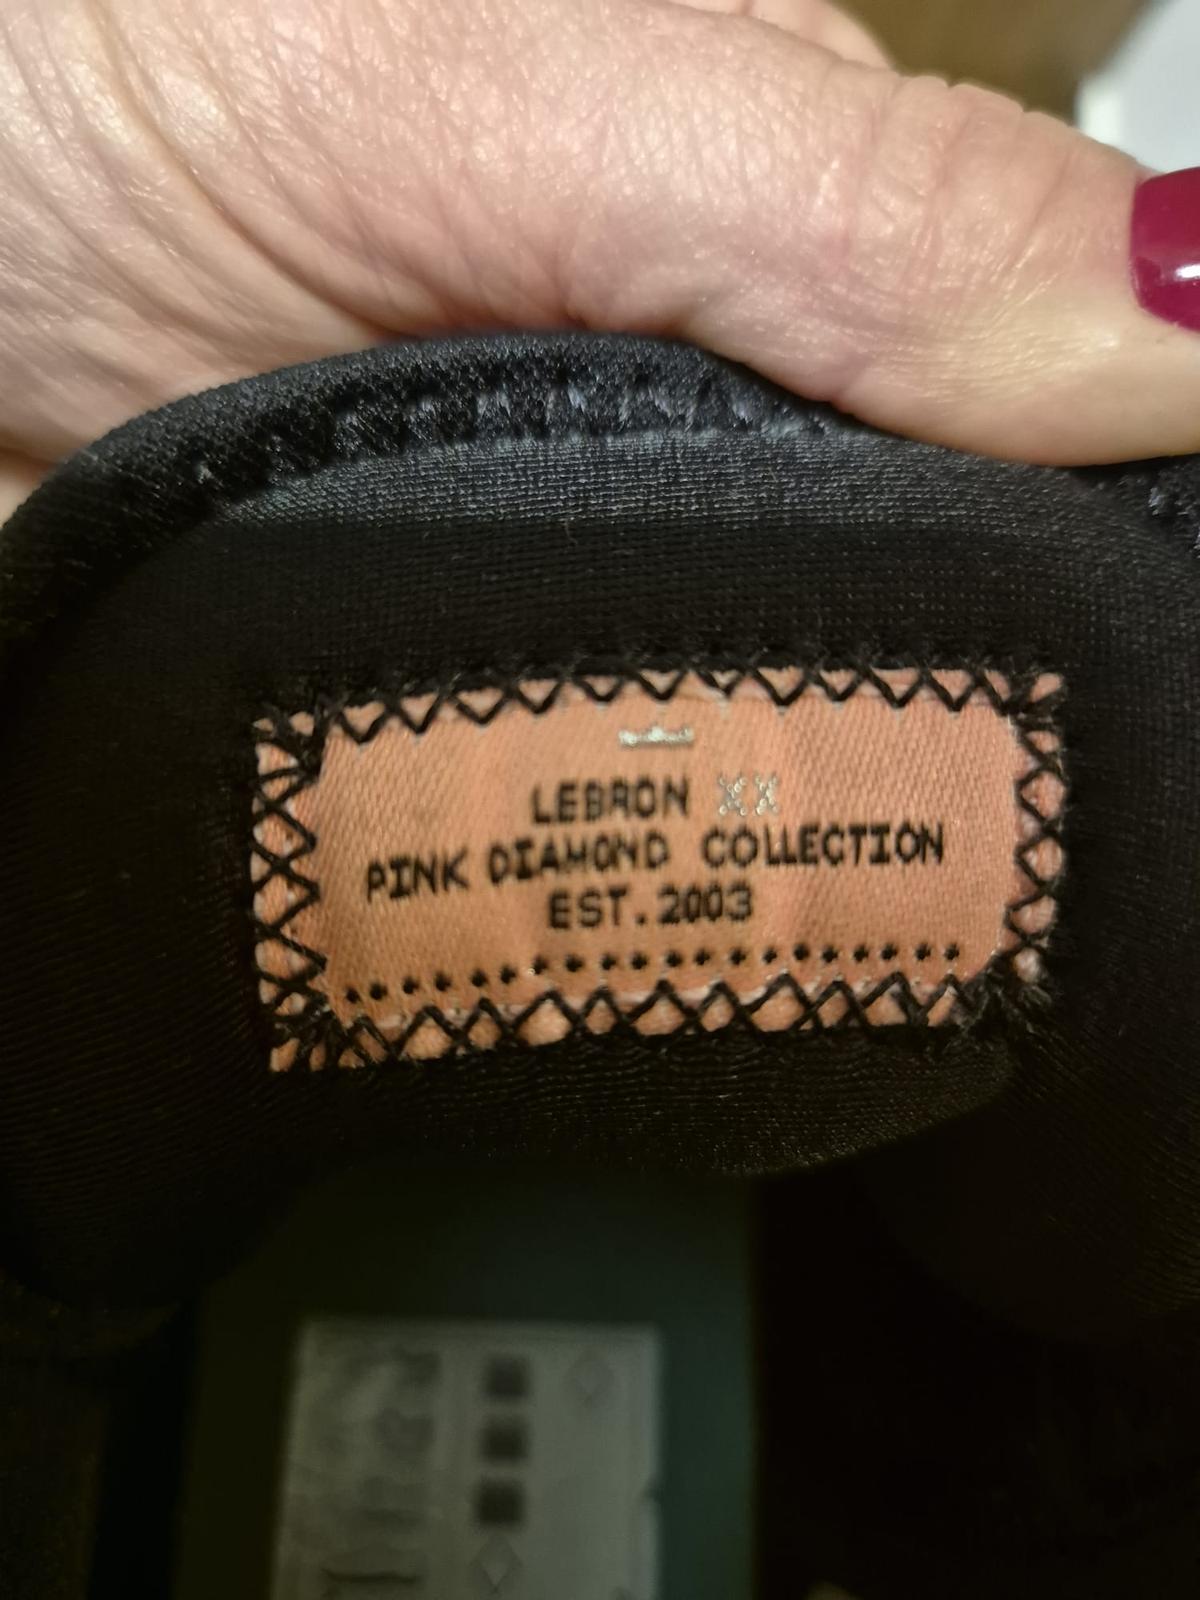 LEBRON XX
PINK DIAMOND COLLECTION
EST.2003